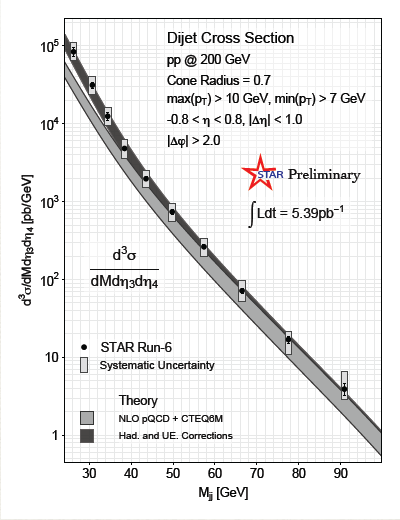 Dijet Cross Section
pp @ 200 GeV
Cone Radius = 0.7
max(p_T) > 10 GeV, min(p_T) > 7 GeV
-0.8 < η < 0.8, |Δη| < 1.0
|Δφ| > 2.0
STAR Preliminary
∫Ldt = 5.39pb⁻¹
d³σ
dMdη₃dη₄
STAR Run-6
Systematic Uncertainty
Theory
NLO pQCD + CTEQ6M
Had. and UE. Corrections
d³σ/dMdη₃dη₄ [pb/GeV]
10⁵
10⁴
10³
10²
10
1
30 40 50 60 70 80 90
M_jj [GeV]